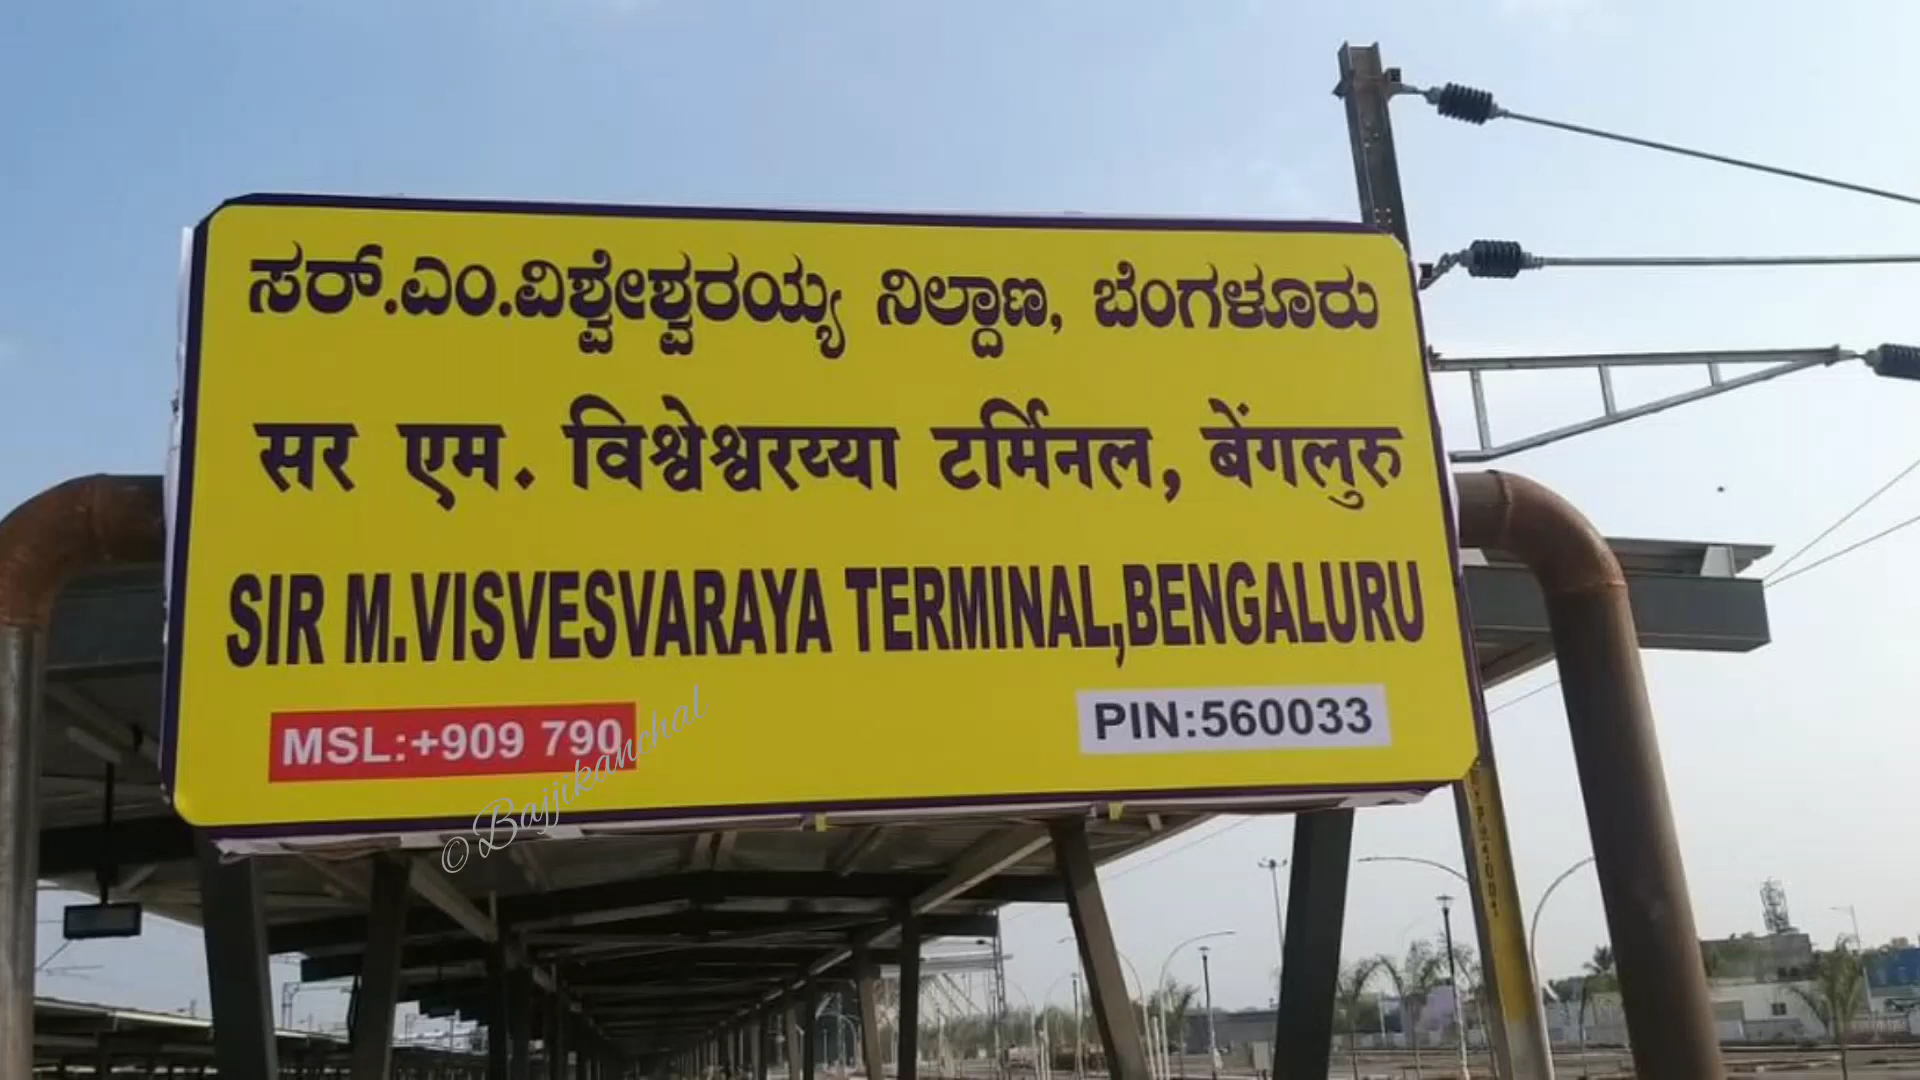 ಸರ್.ಎಂ.ವಿಶ್ವೇಶ್ವರಯ್ಯ ನಿಲ್ದಾಣ, ಬೆಂಗಳೂರು
सर एम. विश्वेश्वरय्या टर्मिनल, बेंगलुरु
SIR M.VISVESVARAYA TERMINAL,BENGALURU
MSL:+909 790
PIN:560033
©Bajjikanchal